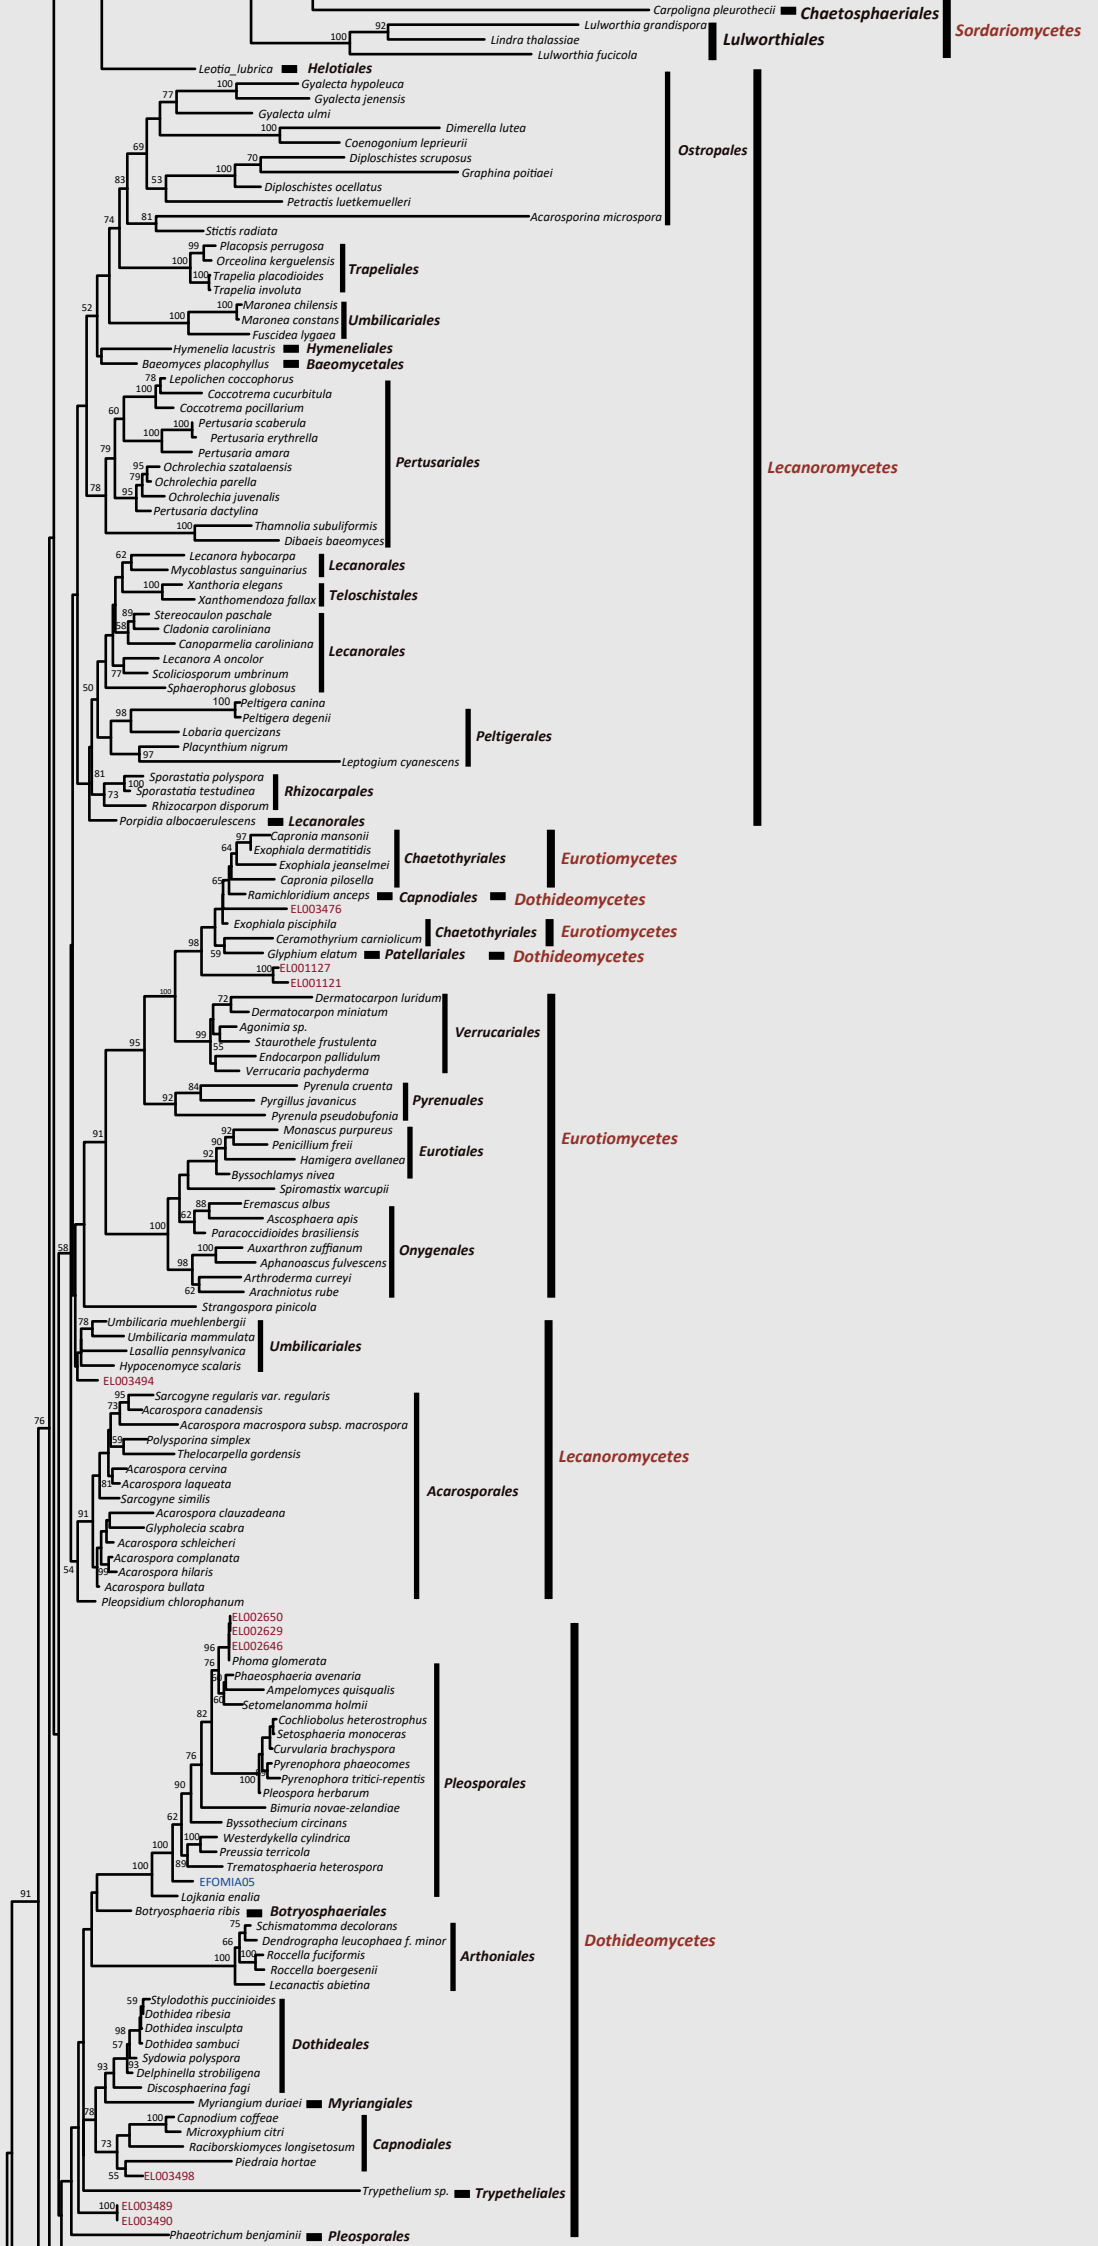 Carpoligna pleurothecii
Chaetosphaeriales
Sordariomycetes
92
Lulworthia grandispora
100
Lindra thalassiae
Lulworthiales
Lulworthia fucicola
Leotia_lubrica
Helotiales
100
Gyalecta hypoleuca
77
Gyalecta jenensis
Gyalecta ulmi
100
Dimerella lutea
Coenogonium leprieurii
69
70
Diploschistes scruposus
Ostropales
100
Graphina poitiaei
83
53
Diploschistes ocellatus
Petractis luetkemuelleri
74
81
Acarosporina microspora
Stictis radiata
99
Placopsis perrugosa
100
Orceolina kerguelensis
Trapeliales
100
Trapelia placodioides
Trapelia involuta
52
100
Maronea chilensis
100
Maronea constans
Umbilicariales
Fuscidea lygaea
Hymenelia lacustris
Hymeneliales
Baeomyces placophyllus
Baeomycetales
78
Lepolichen coccophorus
100
Coccotrema cucurbitula
60
Coccotrema pocillarium
100
Pertusaria scaberula
100
Pertusaria erythrella
79
Pertusaria amara
Pertusariales
Lecanoromycetes
95
Ochrolechia szatalaensis
79
Ochrolechia parella
78
95
Ochrolechia juvenalis
Pertusaria dactylina
100
Thamnolia subuliformis
Dibaeis baeomyces
62
Lecanora hybocarpa
Lecanorales
Mycoblastus sanguinarius
100
Xanthoria elegans
Teloschistales
Xanthomendoza fallax
89
Stereocaulon paschale
58
Cladonia caroliniana
Canoparmelia caroliniana
Lecanorales
Lecanora A oncolor
77
Scoliciosporum umbrinum
50
Sphaerophorus globosus
100
Peltigera canina
98
Peltigera degenii
Lobaria quercizans
Peltigerales
Placynthium nigrum
97
Leptogium cyanescens
81
Sporastatia polyspora
100
Sporastatia testudinea
Rhizocarpales
73
Rhizocarpon disporum
Porpidia albocaerulescens
Lecanorales
97
Capronia mansonii
64
Exophiala dermatitidis
Chaetothyriales
Eurotiomycetes
Exophiala jeanselmei
65
Capronia pilosella
Ramichloridium anceps
Capnodiales
Dothideomycetes
EL003476
Exophiala pisciphila
Chaetothyriales
Eurotiomycetes
98
Ceramothyrium carniolicum
59
Glyphium elatum
Patellariales
Dothideomycetes
100
EL001127
EL001121
100
72
Dermatocarpon luridum
Dermatocarpon miniatum
Agonimia sp.
Verrucariales
99
Staurothele frustulenta
95
55
Endocarpon pallidulum
Verrucaria pachyderma
84
Pyrenula cruenta
92
Pyrgillus javanicus
Pyrenuales
Pyrenula pseudobufonia
91
92
Monascus purpureus
Eurotiomycetes
90
Penicillium freii
Eurotiales
92
Hamigera avellanea
Byssochlamys nivea
Spiromastix warcupii
88
Eremascus albus
62
Ascosphaera apis
100
Paracoccidioides brasiliensis
58
100
Auxarthron zuffianum
Onygenales
98
Aphanoascus fulvescens
Arthroderma curreyi
62
Arachniotus rube
Strangospora pinicola
78
Umbilicaria muehlenbergii
Umbilicaria mammulata
Umbilicariales
Lasallia pennsylvanica
Hypocenomyce scalaris
EL003494
95
Sarcogyne regularis var. regularis
73
Acarospora canadensis
76
Acarospora macrospora subsp. macrospora
59
Polysporina simplex
Thelocarpella gordensis
Lecanoromycetes
Acarospora cervina
81
Acarospora laqueata
Acarosporales
Sarcogyne similis
91
Acarospora clauzadeana
Glypholecia scabra
Acarospora schleicheri
Acarospora complanata
54
99
Acarospora hilaris
Acarospora bullata
Pleopsidium chlorophanum
EL002650
EL002629
96
EL002646
76
Phoma glomerata
Phaeosphaeria avenaria
Ampelomyces quisqualis
60
Setomelanomma holmii
82
Cochliobolus heterostrophus
Setosphaeria monoceras
76
Curvularia brachyspora
Pyrenophora phaeocomes
100
Pyrenophora tritici-repentis
Pleosporales
90
Pleospora herbarum
Bimuria novae-zelandiae
62
Byssothecium circinans
100
Westerdykella cylindrica
100
Preussia terricola
100
89
Trematosphaeria heterospora
EFOMIA05
91
Lojkania enalia
Botryosphaeria ribis
Botryosphaeriales
75
Schismatomma decolorans
66
Dendrographa leucophaea f. minor
Dothideomycetes
100
100
Roccella fuciformis
Arthoniales
Roccella boergesenii
Lecanactis abietina
59
Stylodothis puccinioides
Dothidea ribesia
98
Dothidea insculpta
57
Dothidea sambuci
Dothideales
Sydowia polyspora
93
93
Delphinella strobiligena
Discosphaerina fagi
Myriangium duriaei
Myriangiales
78
100
Capnodium coffeae
Microxyphium citri
73
Raciborskiomyces longisetosum
Capnodiales
Piedraia hortae
55
EL003498
Trypethelium sp.
Trypetheliales
100
EL003489
EL003490
Phaeotrichum benjaminii
Pleosporales